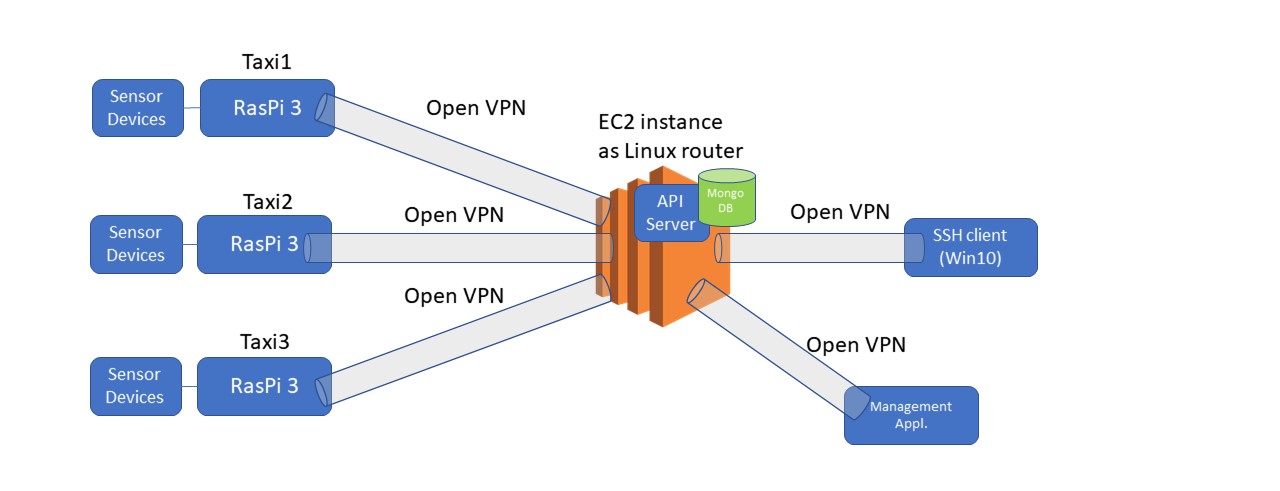 Taxi1
Sensor
Devices
RasPi 3
Open VPN
EC2 instance
as Linux router
Taxi2
Sensor
Devices
RasPi 3
Open VPN
API
Server
Mongo
DB
Open VPN
SSH client
(Win10)
Open VPN
Taxi3
Sensor
Devices
RasPi 3
Open VPN
Management
Appl.